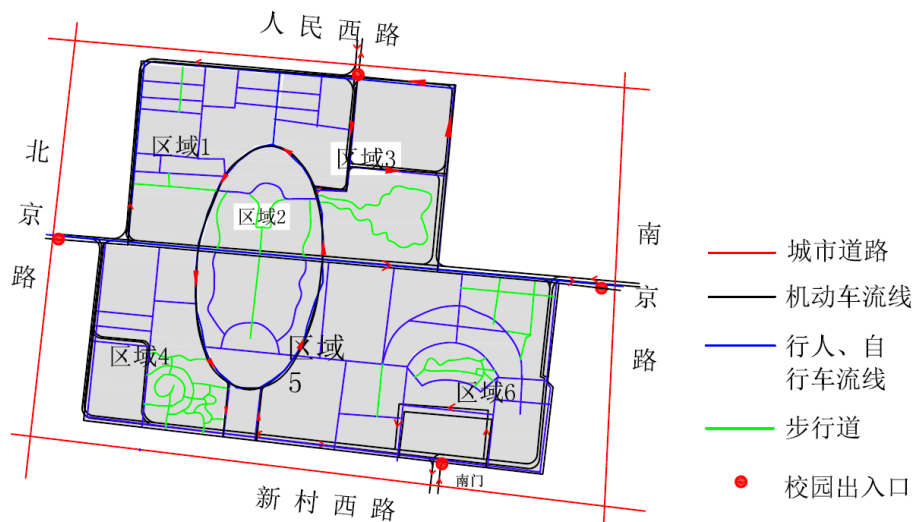 人民西路
北京路
区域1
区域3
区域2
南京路
区域4
区域
5
区域6
南门
新村西路
城市道路
机动车流线
行人、自
行车流线
步行道
校园出入口